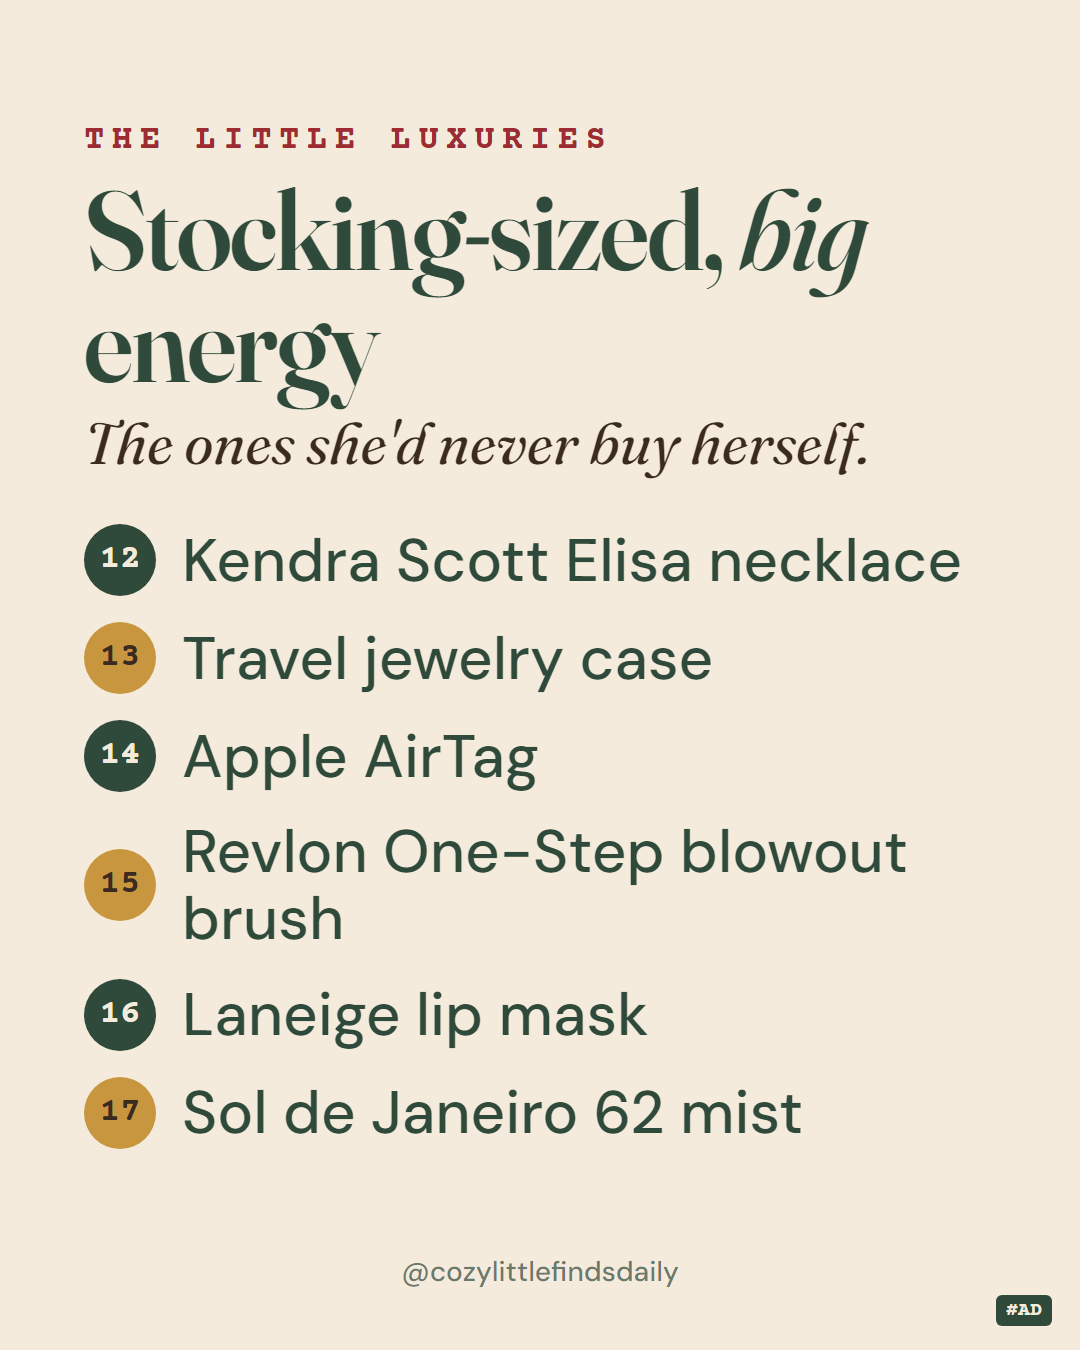 THE LITTLE LUXURIES
Stocking-sized, big
energy
The ones she'd never buy herself.
12 Kendra Scott Elisa necklace
13 Travel jewelry case
14 Apple AirTag
15 Revlon One-Step blowout
brush
16 Laneige lip mask
17 Sol de Janeiro 62 mist
@cozylittlefindsdaily
#AD